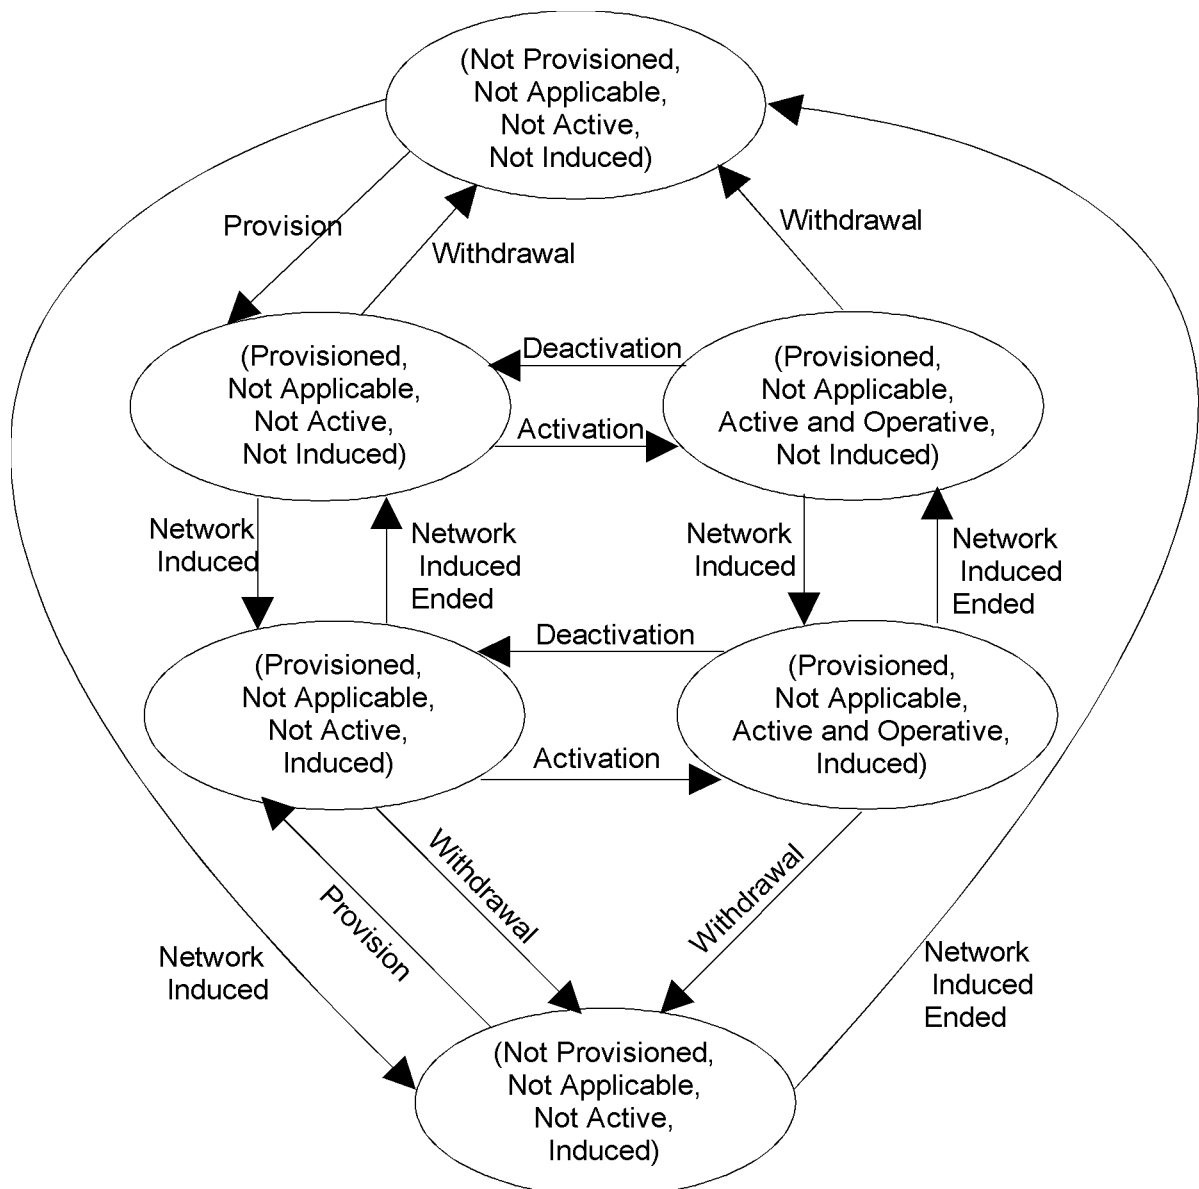 (Not Provisioned,
Not Applicable,
Not Active,
Not Induced)
Provision
Withdrawal
Withdrawal
(Provisioned,
Not Applicable,
Not Active,
Not Induced)
Deactivation
Activation
(Provisioned,
Not Applicable,
Active and Operative,
Not Induced)
Network
Induced
Network
Induced
Ended
Network
Induced
Network
Induced
Ended
(Provisioned,
Not Applicable,
Not Active,
Induced)
Deactivation
Activation
(Provisioned,
Not Applicable,
Active and Operative,
Induced)
Provision
Withdrawal
Withdrawal
Network
Induced
Network
Induced
Ended
(Not Provisioned,
Not Applicable,
Not Active,
Induced)